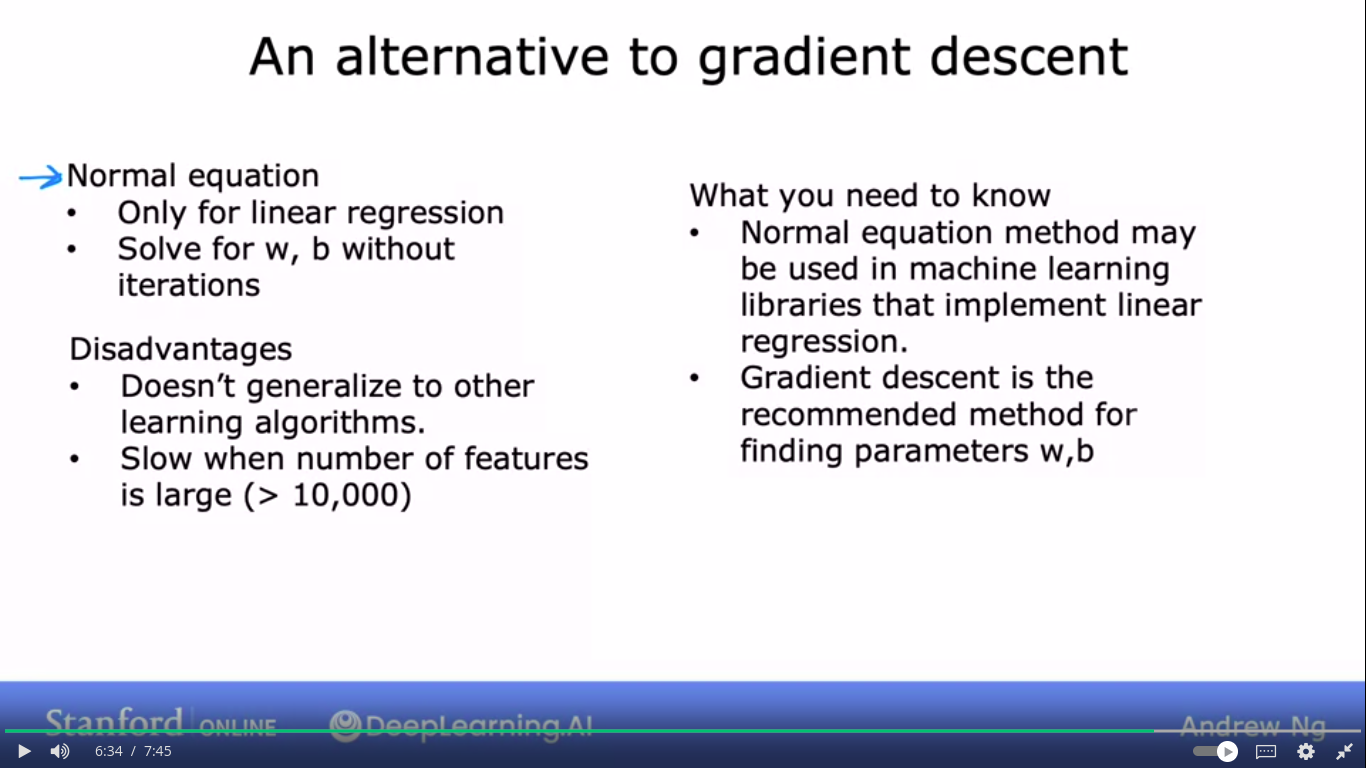 An alternative to gradient descent
Normal equation
• Only for linear regression
• Solve for w, b without
iterations
Disadvantages
• Doesn’t generalize to other
learning algorithms.
• Slow when number of features
is large (> 10,000)
What you need to know
• Normal equation method may
be used in machine learning
libraries that implement linear
regression.
• Gradient descent is the
recommended method for
finding parameters w,b
Stanford ONLINE
DeepLearning.AI
Andrew Ng
6:34 / 7:45